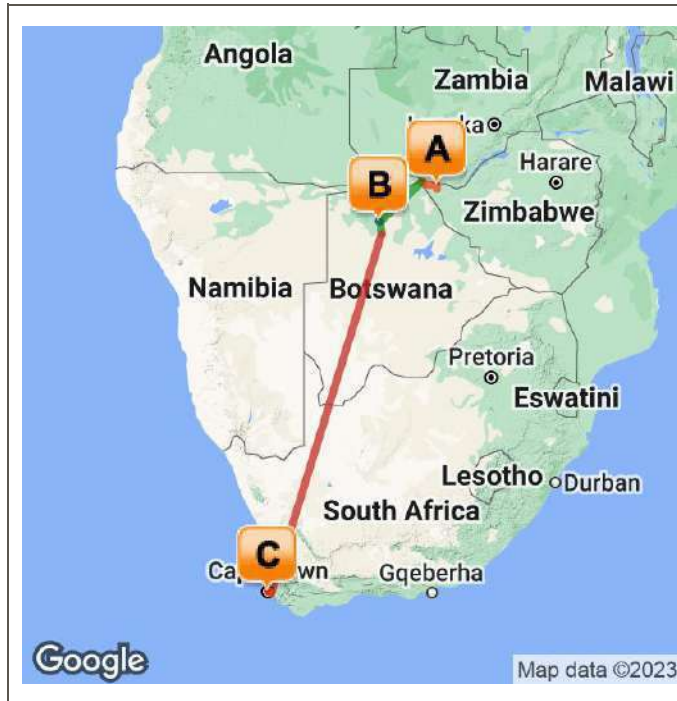 Angola
Zambia
Malawi
A
Harare
B
Zimbabwe
Namibia
Botswana
Pretoria
Eswatini
Lesotho
Durban
South Africa
C
Gqeberha
Google
Map data ©2023